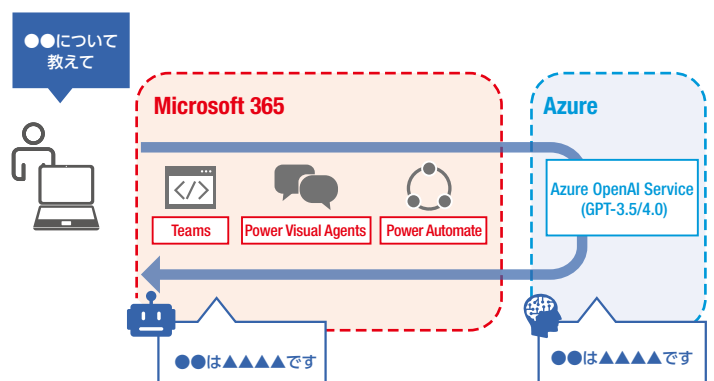 ●●について
教えて
Microsoft 365
Azure
</>
Azure OpenAI Service
(GPT-3.5/4.0)
Teams
Power Visual Agents
Power Automate
●●は▲▲▲▲です
●●は▲▲▲▲です